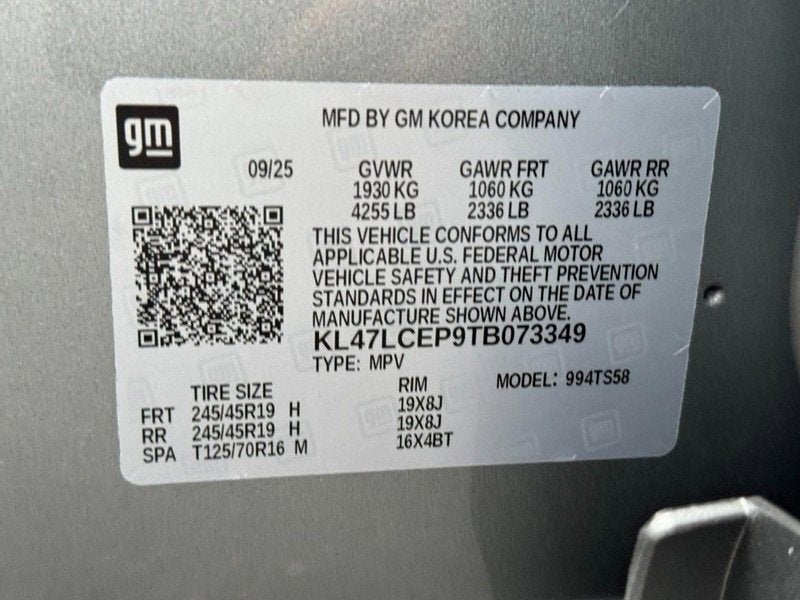 gm
MFD BY GM KOREA COMPANY
09/25 GVWR GAWR FRT GAWR RR
1930 KG 1060 KG 1060 KG
4255 LB 2336 LB 2336 LB
THIS VEHICLE CONFORMS TO ALL
APPLICABLE U.S. FEDERAL MOTOR
VEHICLE SAFETY AND THEFT PREVENTION
STANDARDS IN EFFECT ON THE DATE OF
MANUFACTURE SHOWN ABOVE.
KL47LCEP9TB073349
TYPE: MPV
TIRE SIZE RIM MODEL: 994TS58
FRT 245/45R19 H 19X8J
RR 245/45R19 H 19X8J
SPA T125/70R16 M 16X4BT